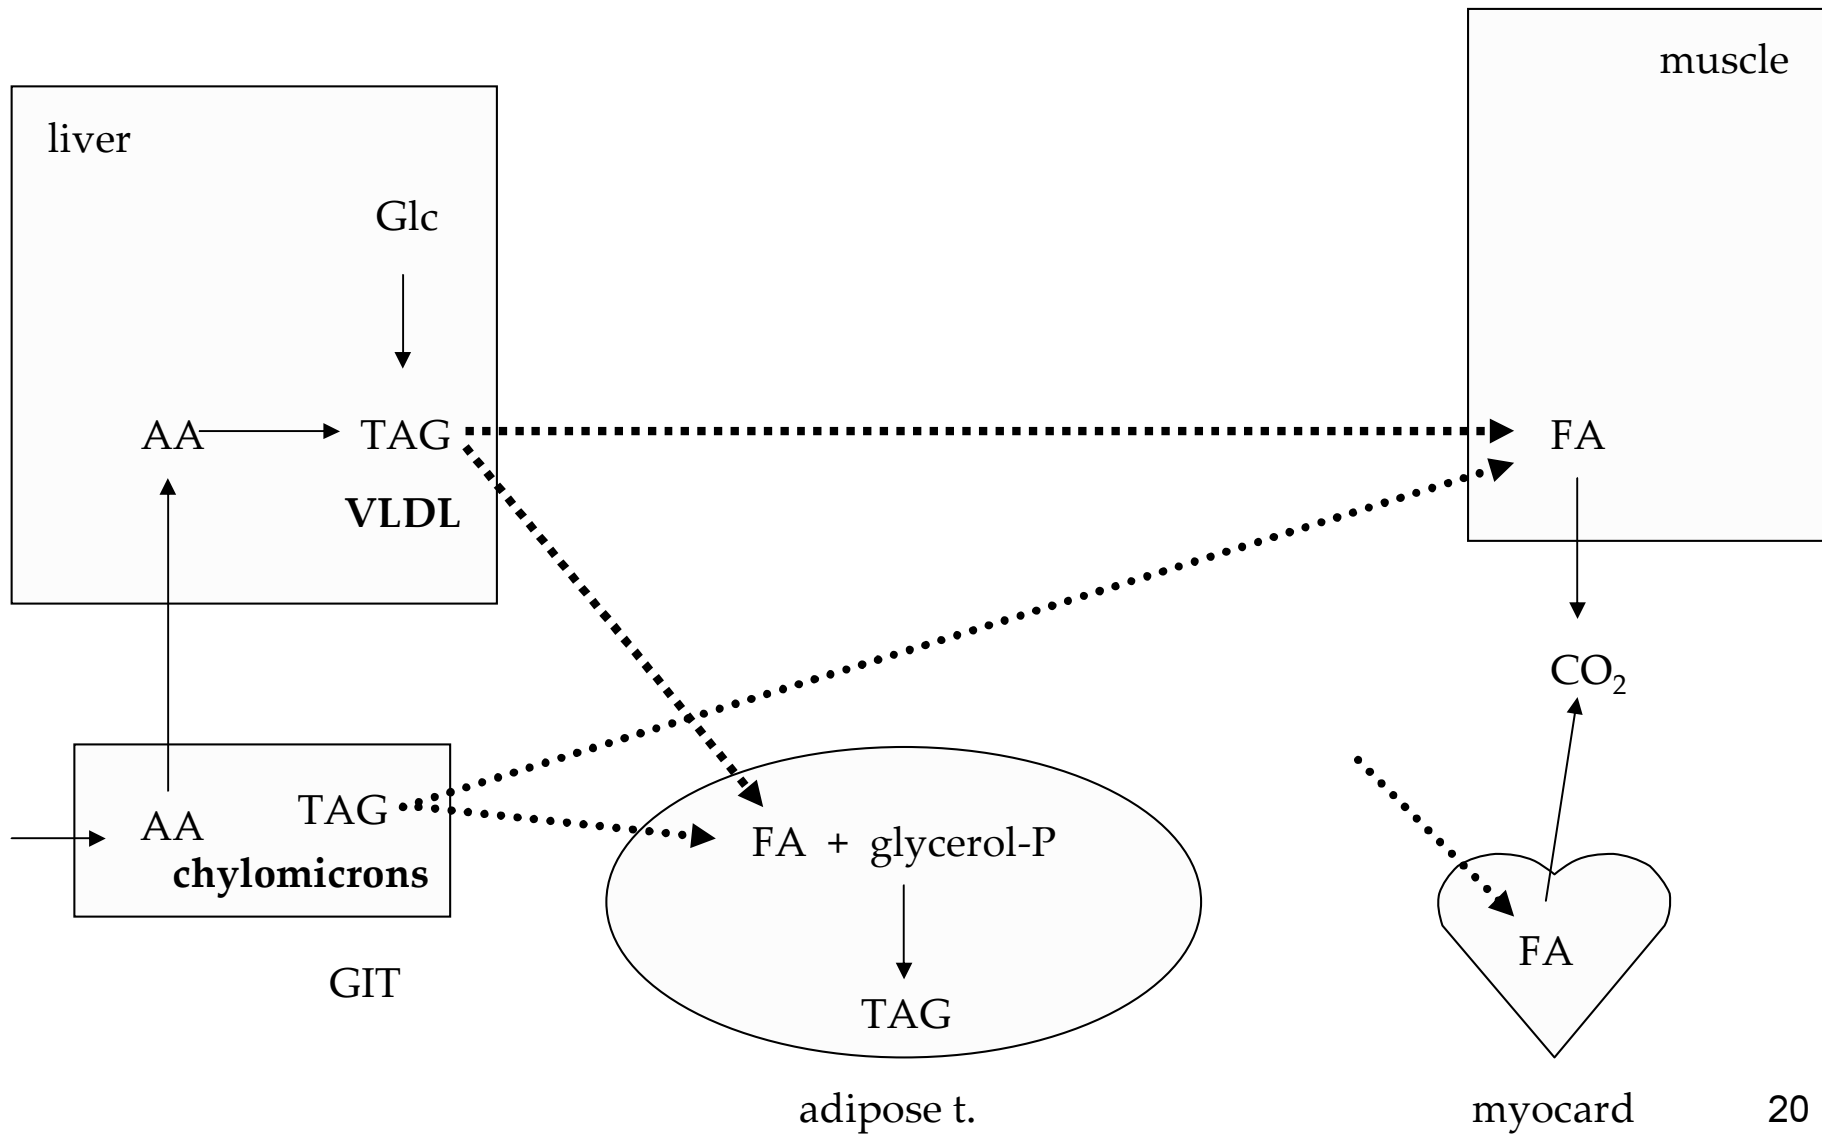 muscle
liver
Glc
AA TAG FA
VLDL
CO₂
AA TAG
chylomicrons
FA + glycerol-P
FA
GIT
TAG
adipose t.
myocard
20